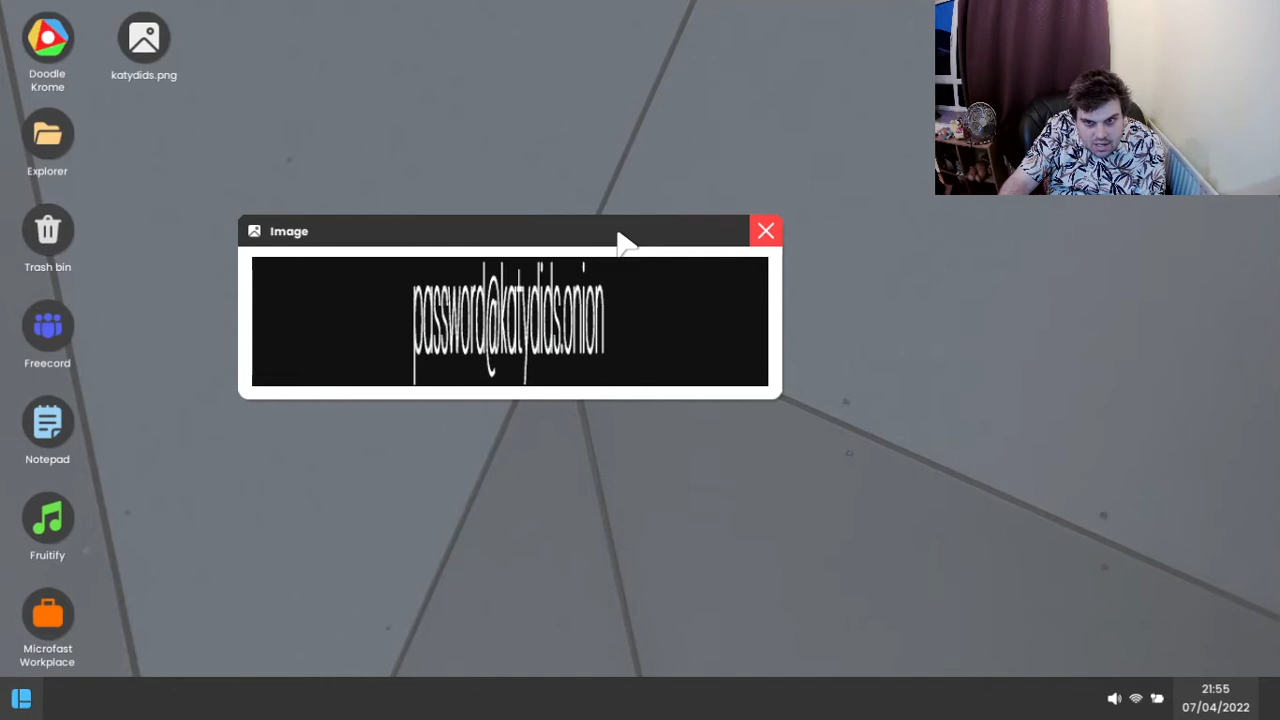 Doodle
Krome
katydids.png
Explorer
Trash bin
Freecord
Notepad
Fruitify
Microfast
Workplace
Image
password@katydids.onion
21:55
07/04/2022